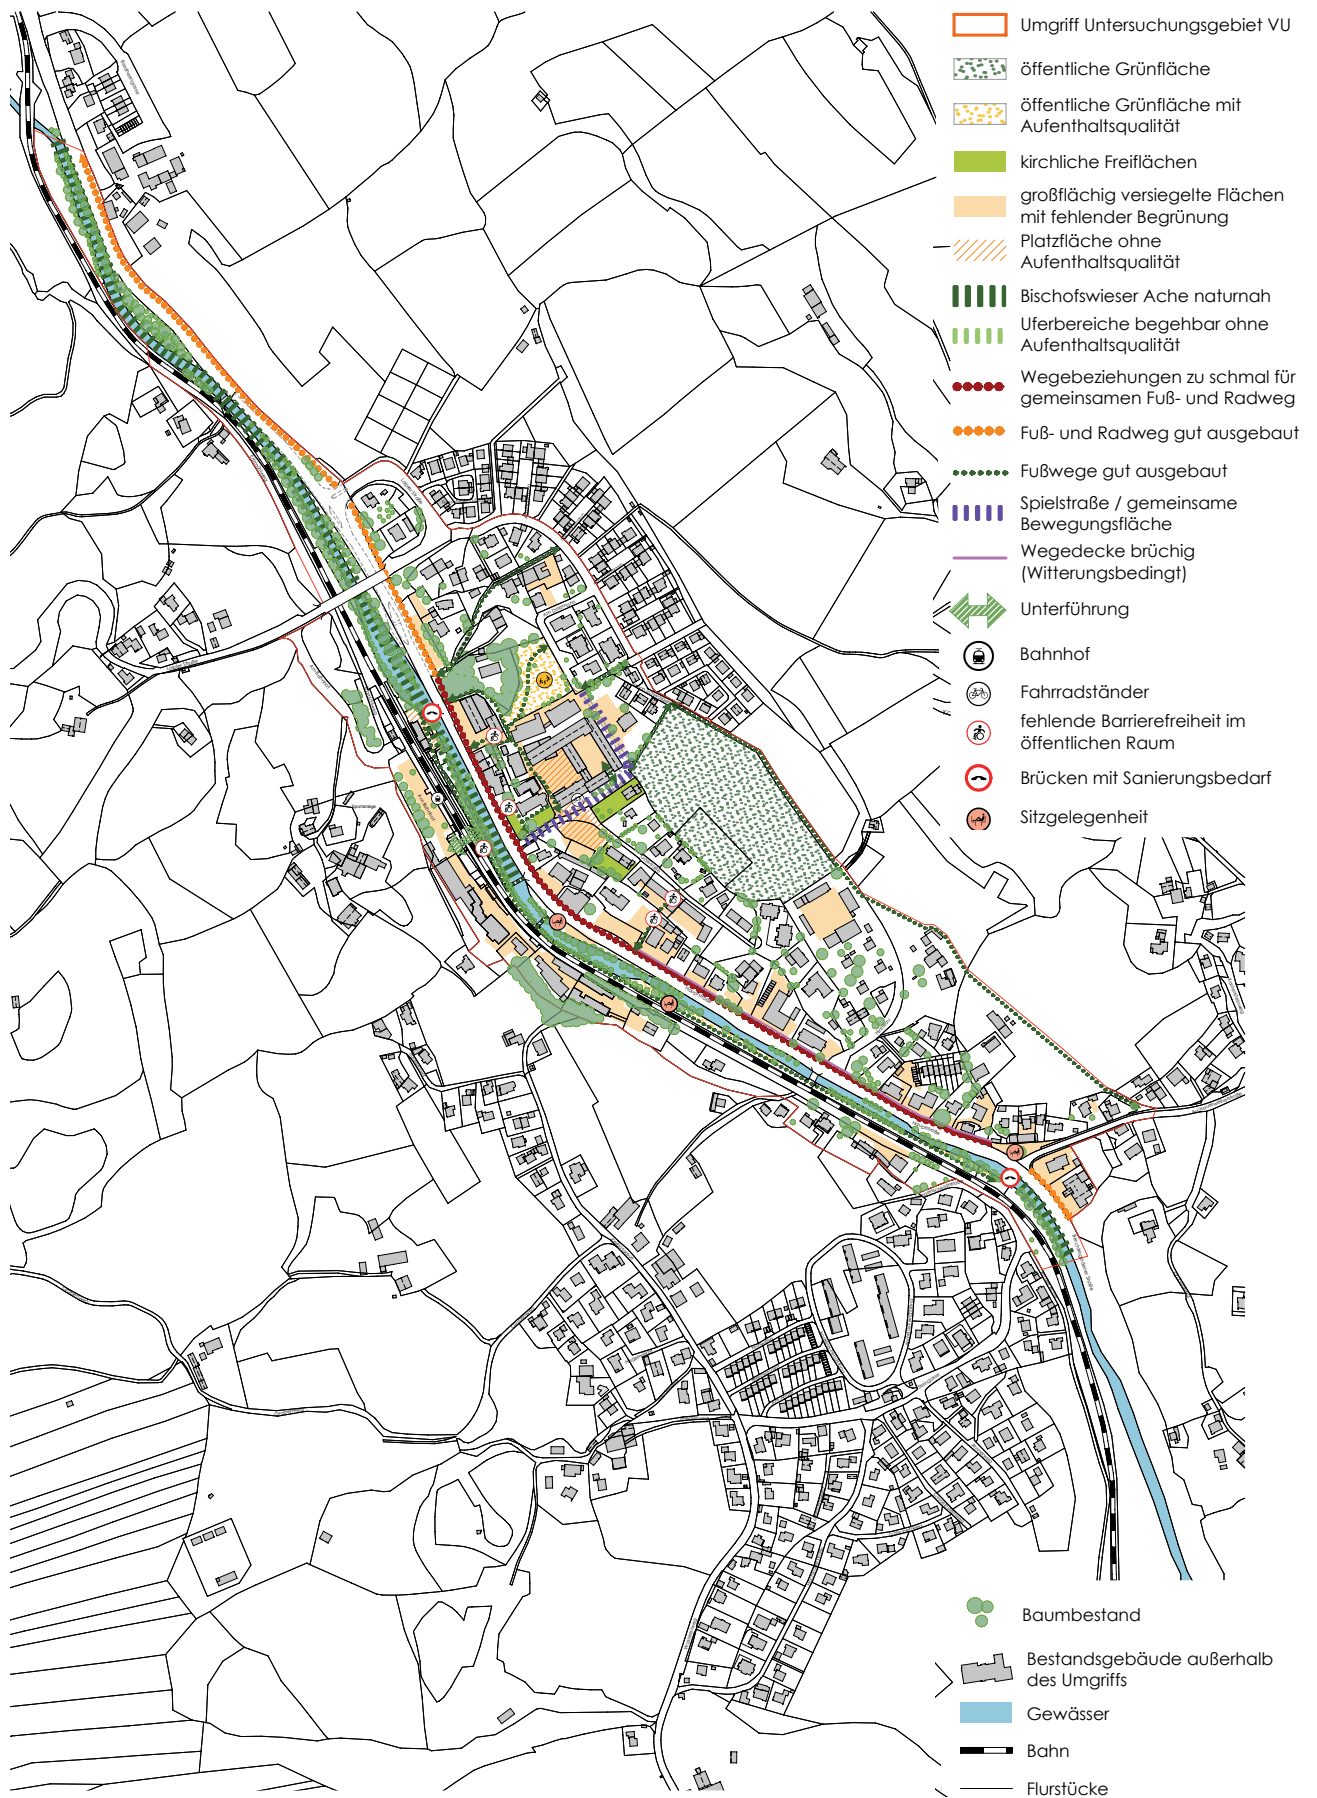 Umgriff Untersuchungsgebiet VU
öffentliche Grünfläche
öffentliche Grünfläche mit
Aufenthaltsqualität
kirchliche Freiflächen
großflächig versiegelte Flächen
mit fehlender Begrünung
Platzfläche ohne
Aufenthaltsqualität
Bischofswieser Ache naturnah
Uferbereiche begehbar ohne
Aufenthaltsqualität
Wegebeziehungen zu schmal für
gemeinsamen Fuß- und Radweg
Fuß- und Radweg gut ausgebaut
Fußwege gut ausgebaut
Spielstraße / gemeinsame
Bewegungsfläche
Wegedecke brüchig
(Witterungsbedingt)
Unterführung
Bahnhof
Fahrradständer
fehlende Barrierefreiheit im
öffentlichen Raum
Brücken mit Sanierungsbedarf
Sitzgelegenheit
Baumbestand
Bestandsgebäude außerhalb
des Umgriffs
Gewässer
Bahn
Flurstücke